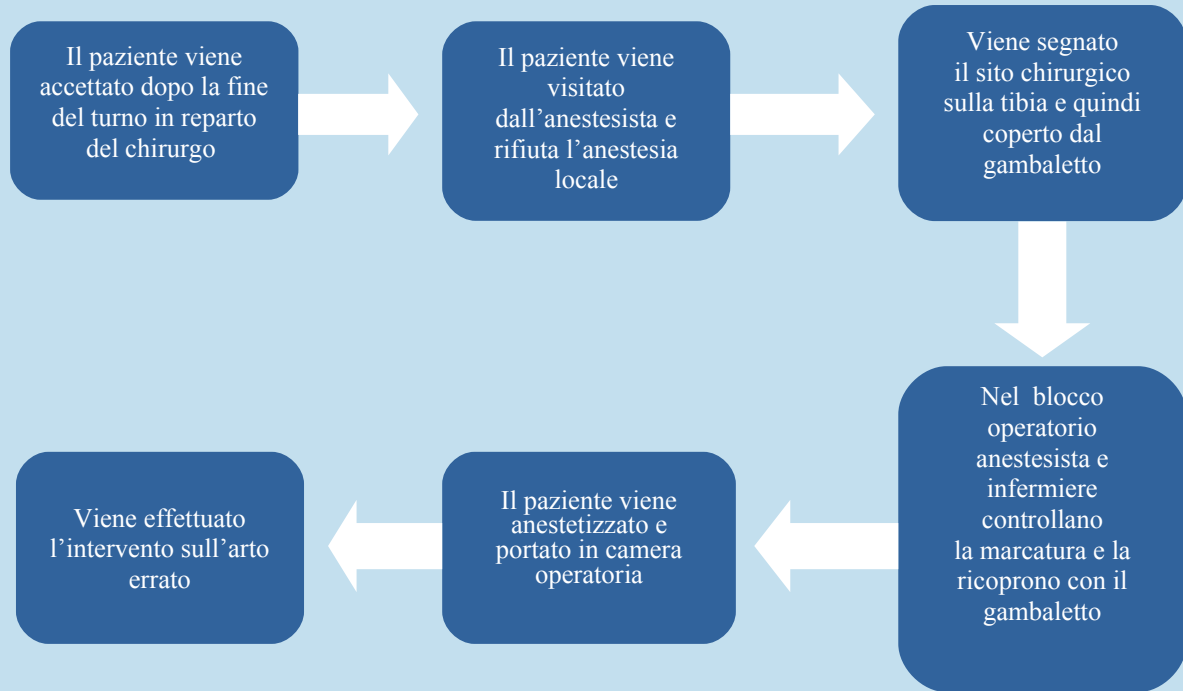 Il paziente viene
accettato dopo la fine
del turno in reparto
del chirurgo
Il paziente viene
visitato
dall’anestesista e
rifiuta l’anestesia
locale
Viene segnato
il sito chirurgico
sulla tibia e quindi
coperto dal
gambaletto
Nel blocco
operatorio
anestesista e
infermiere
controllano
la marcatura e la
ricoprono con il
gambaletto
Il paziente viene
anestetizzato e
portato in camera
operatoria
Viene effettuato
l’intervento sull’arto
errato